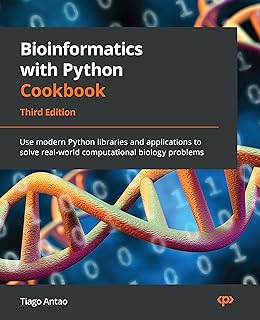 Bioinformatics
with Python
Cookbook
Third Edition
Use modern Python libraries and applications to
solve real-world computational biology problems
Tiago Antao